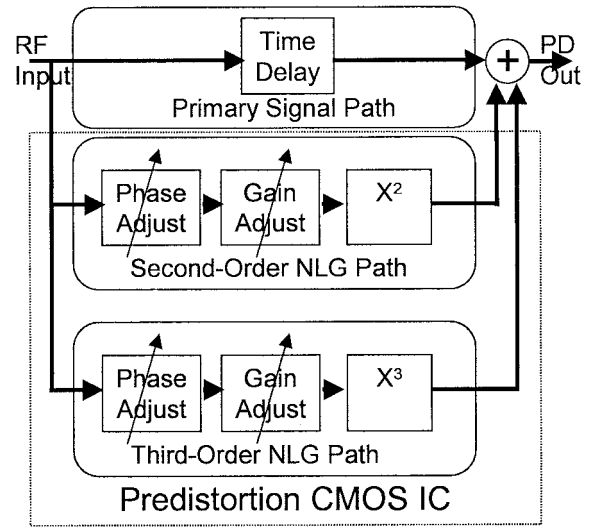 RF
Input
Time
Delay
+
PD
Out
Primary Signal Path
Phase
Adjust
Gain
Adjust
X²
Second-Order NLG Path
Phase
Adjust
Gain
Adjust
X³
Third-Order NLG Path
Predistortion CMOS IC